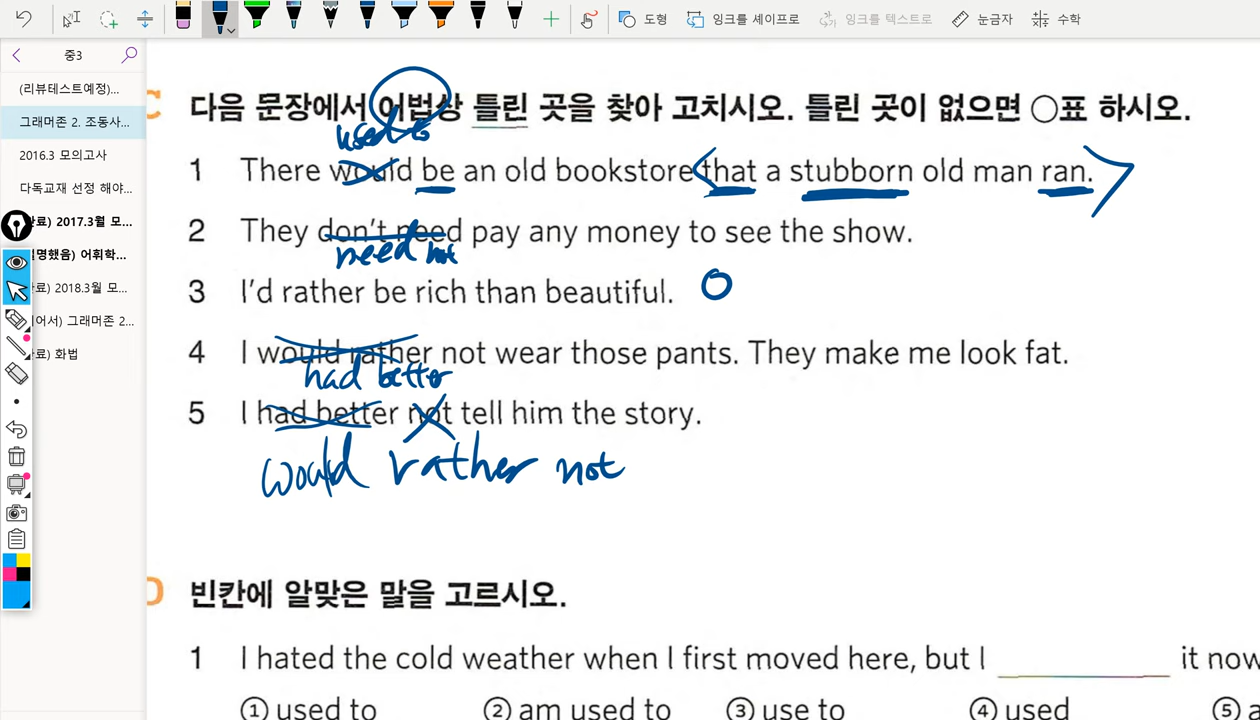 도형 잉크를 셰이프로 잉크를 텍스트로 눈금자 수학
중3
(리뷰테스트예정)...
그래머존 2. 조동사...
2016.3 모의고사
다독교재 선정 해야...
료) 2017.3월 모...
명했음) 어휘학...
료) 2018.3월 모...
어서) 그래머존 2...
료) 화법
C 다음 문장에서 어법상 틀린 곳을 찾아 고치시오. 틀린 곳이 없으면 ○표 하시오.
used to
1 There would be an old bookstore that a stubborn old man ran.
2 They don't need pay any money to see the show.
need not
3 I'd rather be rich than beautiful. O
4 I would rather not wear those pants. They make me look fat.
had better
5 I had better not tell him the story.
would rather not
D 빈칸에 알맞은 말을 고르시오.
1 I hated the cold weather when I first moved here, but I __________ it now
① used to ② am used to ③ use to ④ used ⑤